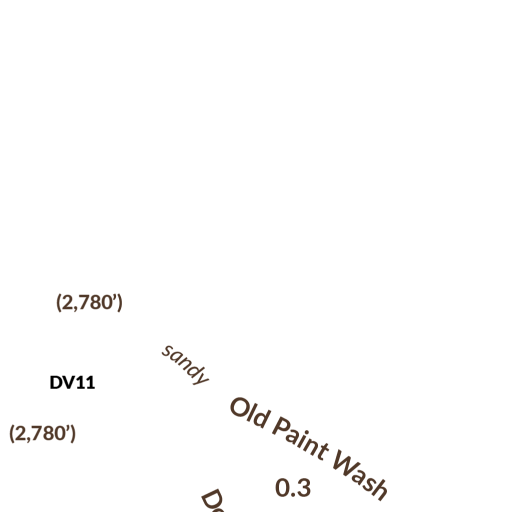 (2,780’)
sandy
DV11
Old Paint Wash
(2,780’)
0.3